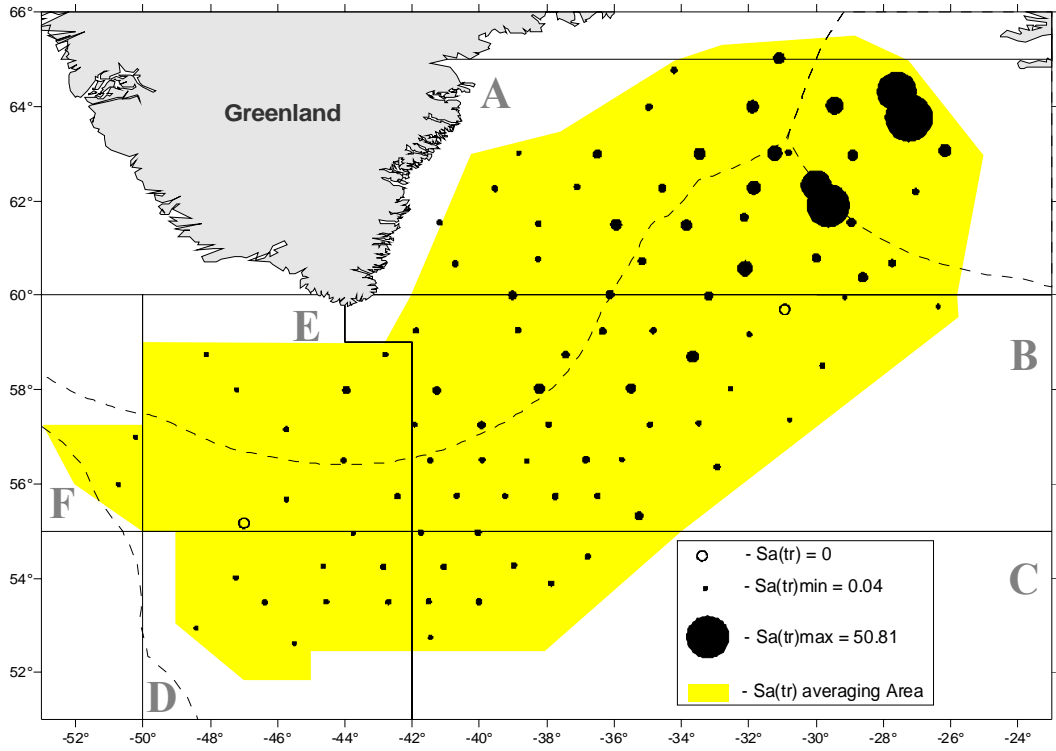 66°
64°
62°
60°
58°
56°
54°
52°
Greenland
A
B
C
D
E
F
- Sa(tr) = 0
- Sa(tr)min = 0.04
- Sa(tr)max = 50.81
- Sa(tr) averaging Area
-52° -50° -48° -46° -44° -42° -40° -38° -36° -34° -32° -30° -28° -26° -24°